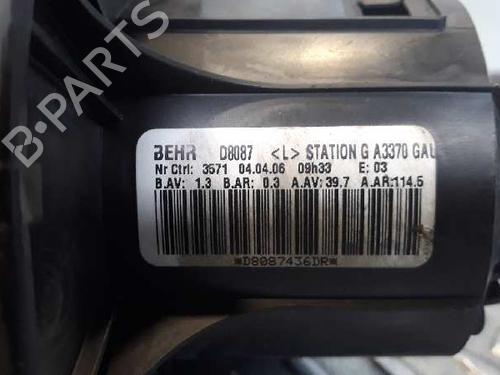 BEHR D8087 <L> STATION G A3370 GAU
Nr Ctrl: 3571 04.04.06 09h33 E: 03
B.AV: 1.3 B.AR: 0.3 A.AV: 39.7 A.AR:114.5
*D8087436DR*
B-PARTS